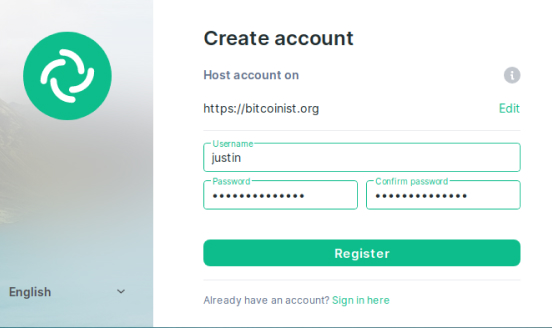 Create account
Host account on
https://bitcoinist.org Edit
Username
justin
Password Confirm password
•••••••••••••• ••••••••••••••
Register
English
Already have an account? Sign in here